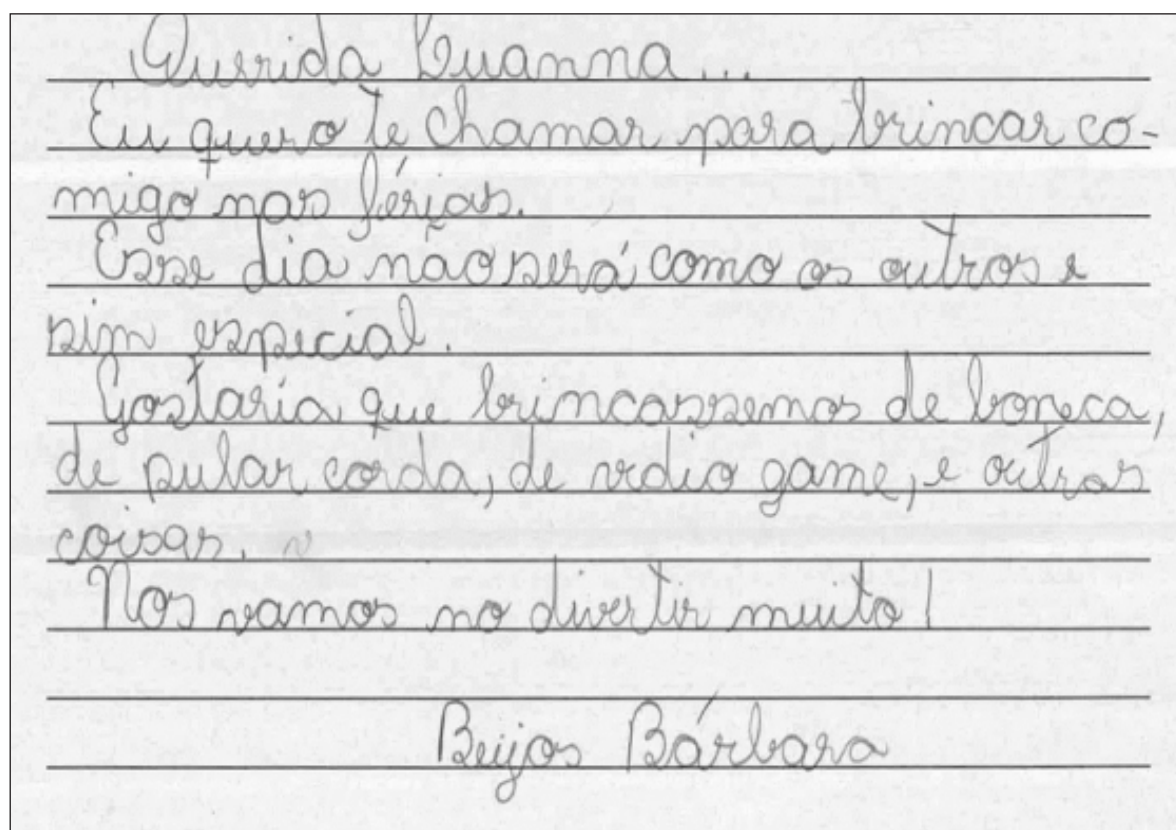 Querida Luanna...
Eu quero te chamar para brincar co-
migo nas férias.
Esse dia não será como os outros e
sim especial.
Gostaria que brincassemos de boneca,
de pular corda, de vidio game, e outras
coisas.
Nos vamos no divertir muito!
Beijos Bárbara